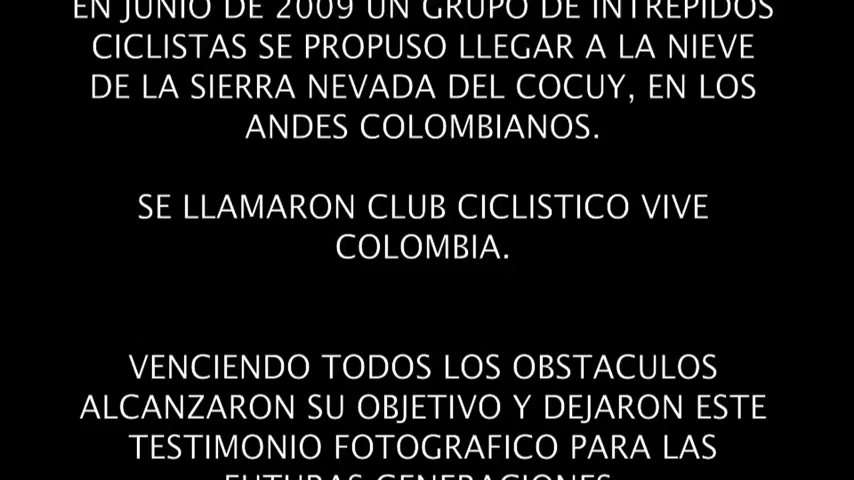 EN JUNIO DE 2009 UN GRUPO DE INTREPIDOS
CICLISTAS SE PROPUSO LLEGAR A LA NIEVE
DE LA SIERRA NEVADA DEL COCUY, EN LOS
ANDES COLOMBIANOS.
SE LLAMARON CLUB CICLISTICO VIVE
COLOMBIA.
VENCIENDO TODOS LOS OBSTACULOS
ALCANZARON SU OBJETIVO Y DEJARON ESTE
TESTIMONIO FOTOGRAFICO PARA LAS
FUTURAS GENERACIONES.